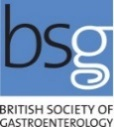 bsg
BRITISH SOCIETY OF
GASTROENTEROLOGY